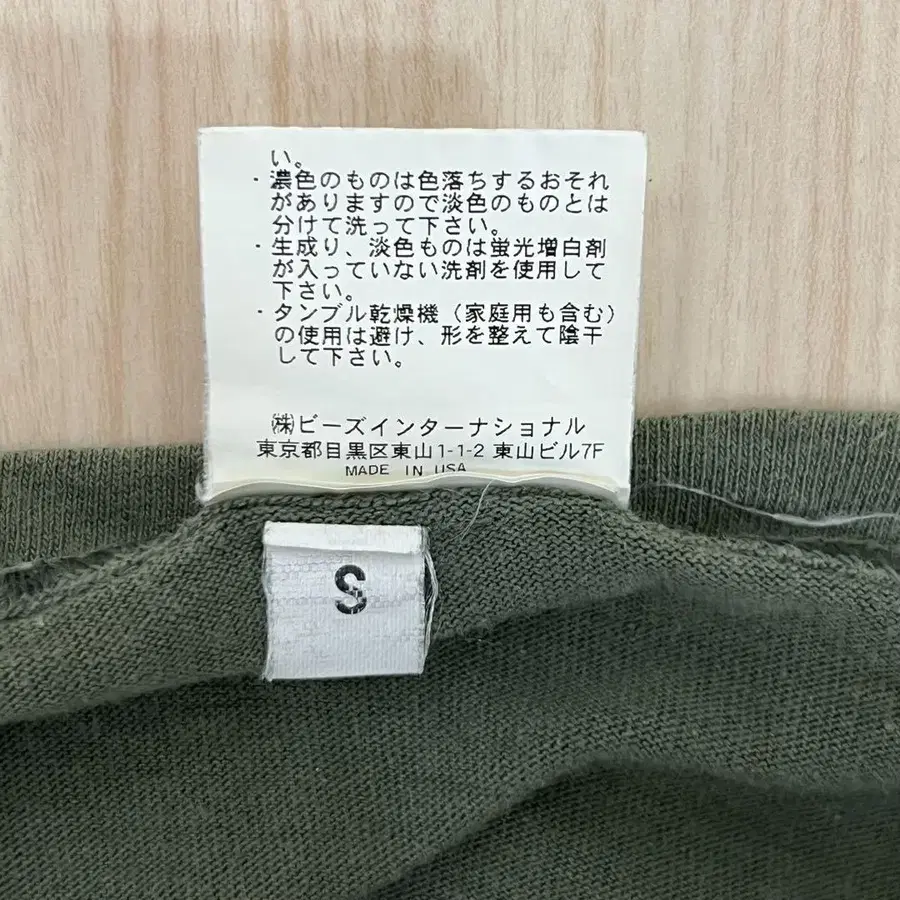 い。
・濃色のものは色落ちするおそれ
がありますので淡色のものとは
分けて洗って下さい。
・生成り、淡色ものは蛍光増白剤
が入っていない洗剤を使用して
下さい。
・タンブル乾燥機（家庭用も含む）
の使用は避け、形を整えて陰干
して下さい。
㈱ビーズインターナショナル
東京都目黒区東山1-1-2 東山ビル7F
MADE IN USA
S